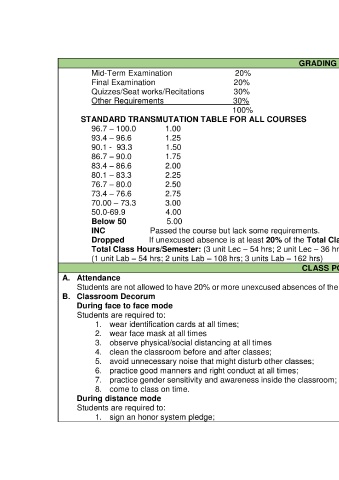 GRADING
Mid-Term Examination 20%
Final Examination 20%
Quizzes/Seat works/Recitations 30%
Other Requirements 30%
100%
STANDARD TRANSMUTATION TABLE FOR ALL COURSES
96.7 – 100.0 1.00
93.4 – 96.6 1.25
90.1 - 93.3 1.50
86.7 – 90.0 1.75
83.4 – 86.6 2.00
80.1 – 83.3 2.25
76.7 – 80.0 2.50
73.4 – 76.6 2.75
70.00 – 73.3 3.00
50.0-69.9 4.00
Below 50 5.00
INC Passed the course but lack some requirements.
Dropped If unexcused absence is at least 20% of the Total Cla
Total Class Hours/Semester: (3 unit Lec – 54 hrs; 2 unit Lec – 36 hr
(1 unit Lab – 54 hrs; 2 units Lab – 108 hrs; 3 units Lab – 162 hrs)
CLASS PO
A. Attendance
Students are not allowed to have 20% or more unexcused absences of the
B. Classroom Decorum
During face to face mode
Students are required to:
1. wear identification cards at all times;
2. wear face mask at all times
3. observe physical/social distancing at all times
4. clean the classroom before and after classes;
5. avoid unnecessary noise that might disturb other classes;
6. practice good manners and right conduct at all times;
7. practice gender sensitivity and awareness inside the classroom;
8. come to class on time.
During distance mode
Students are required to:
1. sign an honor system pledge;